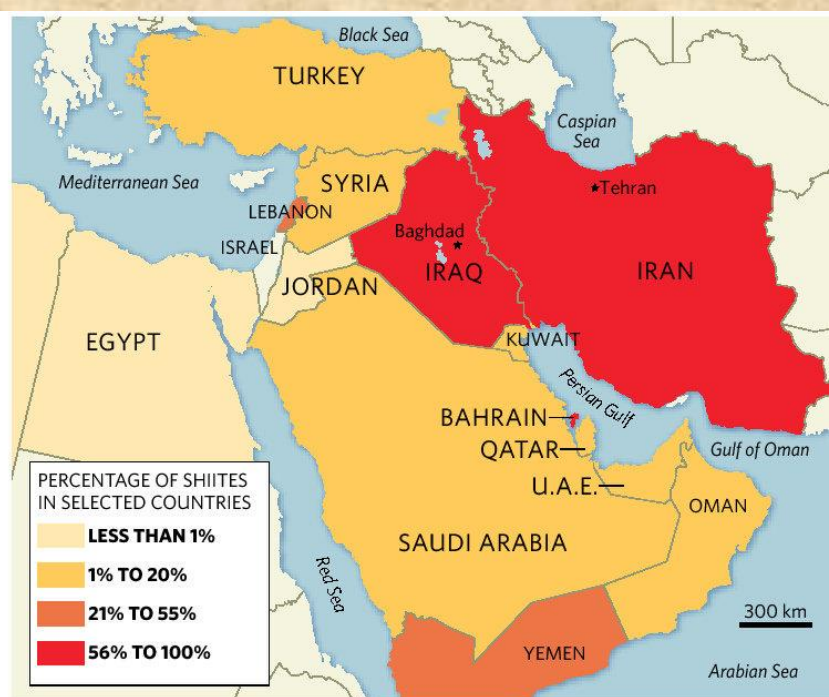 Black Sea
TURKEY
Caspian
Sea
Mediterranean Sea
SYRIA
Tehran
LEBANON
Baghdad
ISRAEL
IRAQ
IRAN
JORDAN
EGYPT
KUWAIT
Persian Gulf
BAHRAIN
QATAR
Gulf of Oman
U.A.E.
OMAN
SAUDI ARABIA
Red Sea
YEMEN
300 km
Arabian Sea
PERCENTAGE OF SHIITES
IN SELECTED COUNTRIES
LESS THAN 1%
1% TO 20%
21% TO 55%
56% TO 100%